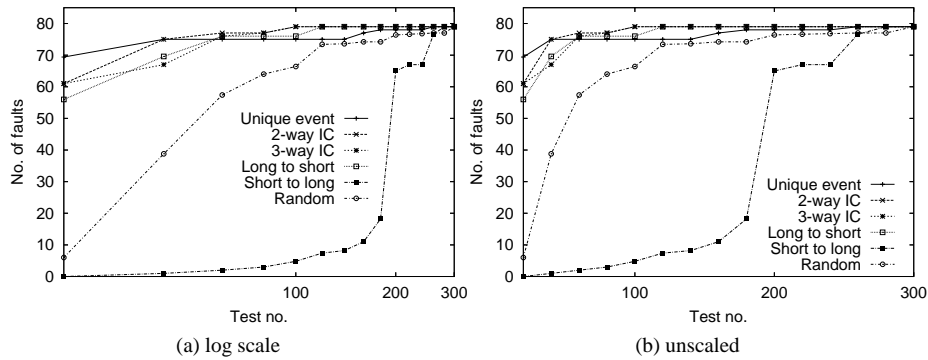 No. of faults
80
70
60
50
40
30
20
10
0
Unique event
2-way IC
3-way IC
Long to short
Short to long
Random
100
200
300
Test no.
(a) log scale
No. of faults
80
70
60
50
40
30
20
10
0
Unique event
2-way IC
3-way IC
Long to short
Short to long
Random
100
200
300
Test no.
(b) unscaled